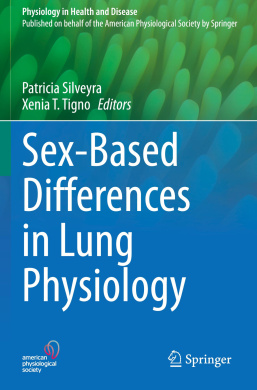 Physiology in Health and Disease
Published on behalf of the American Physiological Society by Springer
Patricia Silveyra
Xenia T. Tigno Editors
Sex-Based
Differences
in Lung
Physiology
american
physiological
society
Springer